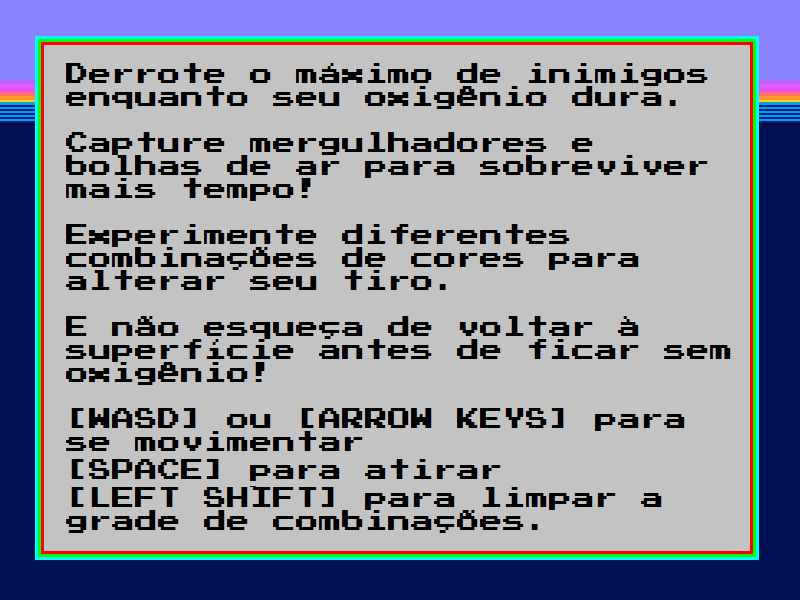 Derrote o máximo de inimigos
enquanto seu oxigênio dura.
Capture mergulhadores e
bolhas de ar para sobreviver
mais tempo!
Experimente diferentes
combinações de cores para
alterar seu tiro.
E não esqueça de voltar à
superfície antes de ficar sem
oxigênio!
[WASD] ou [ARROW KEYS] para
se movimentar
[SPACE] para atirar
[LEFT SHIFT] para limpar a
grade de combinações.